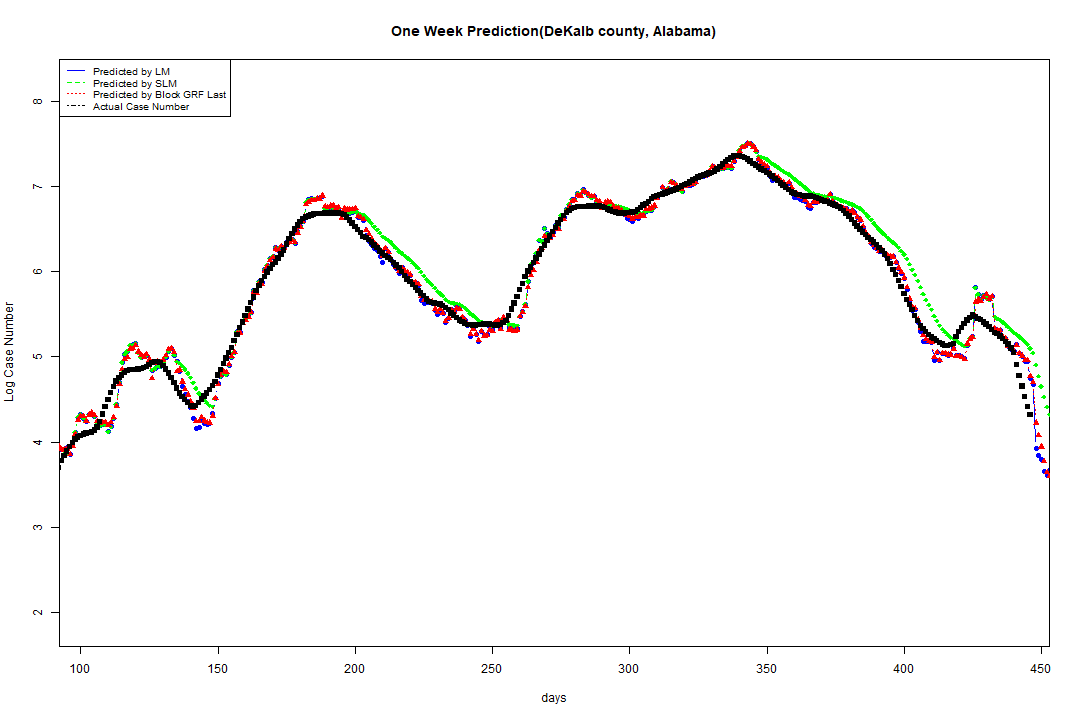 One Week Prediction(DeKalb county, Alabama)
Predicted by LM
Predicted by SLM
Predicted by Block GRF Last
Actual Case Number
8
7
6
5
4
3
2
Log Case Number
100 150 200 250 300 350 400 450
days